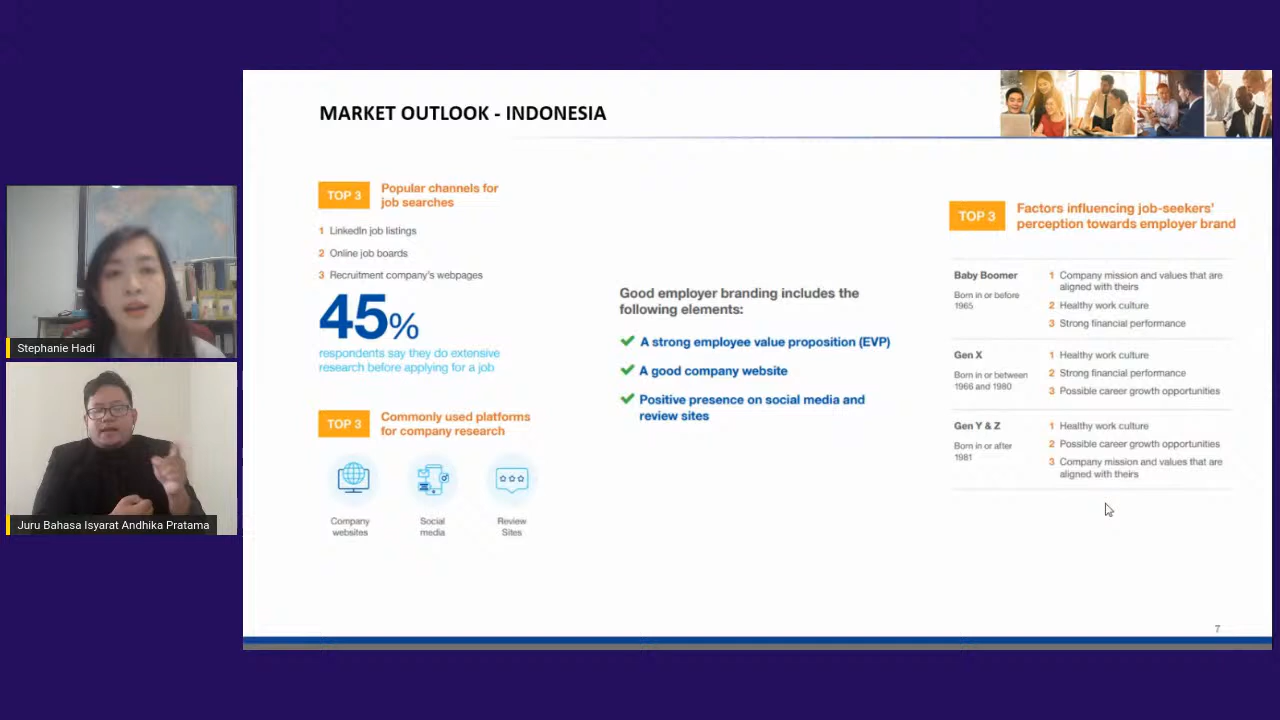 MARKET OUTLOOK - INDONESIA
TOP 3
Popular channels for
job searches
1 LinkedIn job listings
2 Online job boards
3 Recruitment company's webpages
45%
respondents say they do extensive
research before applying for a job
TOP 3
Commonly used platforms
for company research
Company
websites
Social
media
Review
Sites
Good employer branding includes the
following elements:
A strong employee value proposition (EVP)
A good company website
Positive presence on social media and
review sites
TOP 3
Factors influencing job-seekers'
perception towards employer brand
Baby Boomer
Born in or before
1965
1 Company mission and values that are
aligned with theirs
2 Healthy work culture
3 Strong financial performance
Gen X
Born in or between
1966 and 1980
1 Healthy work culture
2 Strong financial performance
3 Possible career growth opportunities
Gen Y & Z
Born in or after
1981
1 Healthy work culture
2 Possible career growth opportunities
3 Company mission and values that are
aligned with theirs
7
Stephanie Hadi
Juru Bahasa Isyarat Andhika Pratama